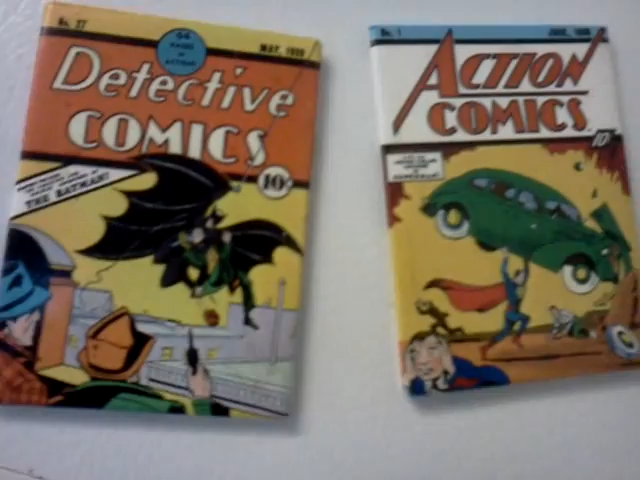 No. 27
64
PAGES
OF
ACTION!
MAY, 1939
Detective
COMICS
10¢
THE BATMAN!
No. 1
JUNE, 1938
ACTION
COMICS
10¢